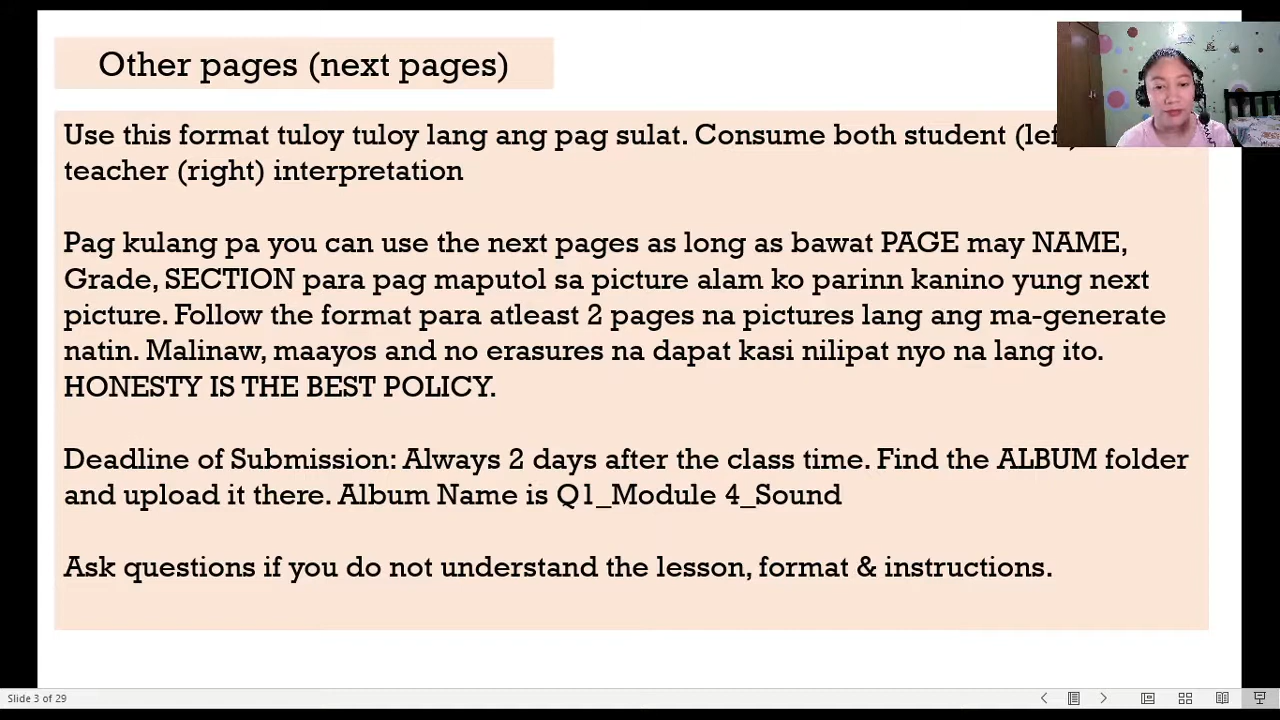 Other pages (next pages)
Use this format tuloy tuloy lang ang pag sulat. Consume both student (left
teacher (right) interpretation
Pag kulang pa you can use the next pages as long as bawat PAGE may NAME,
Grade, SECTION para pag maputol sa picture alam ko parinn kanino yung next
picture. Follow the format para atleast 2 pages na pictures lang ang ma-generate
natin. Malinaw, maayos and no erasures na dapat kasi nilipat nyo na lang ito.
HONESTY IS THE BEST POLICY.
Deadline of Submission: Always 2 days after the class time. Find the ALBUM folder
and upload it there. Album Name is Q1_Module 4_Sound
Ask questions if you do not understand the lesson, format & instructions.
Slide 3 of 29